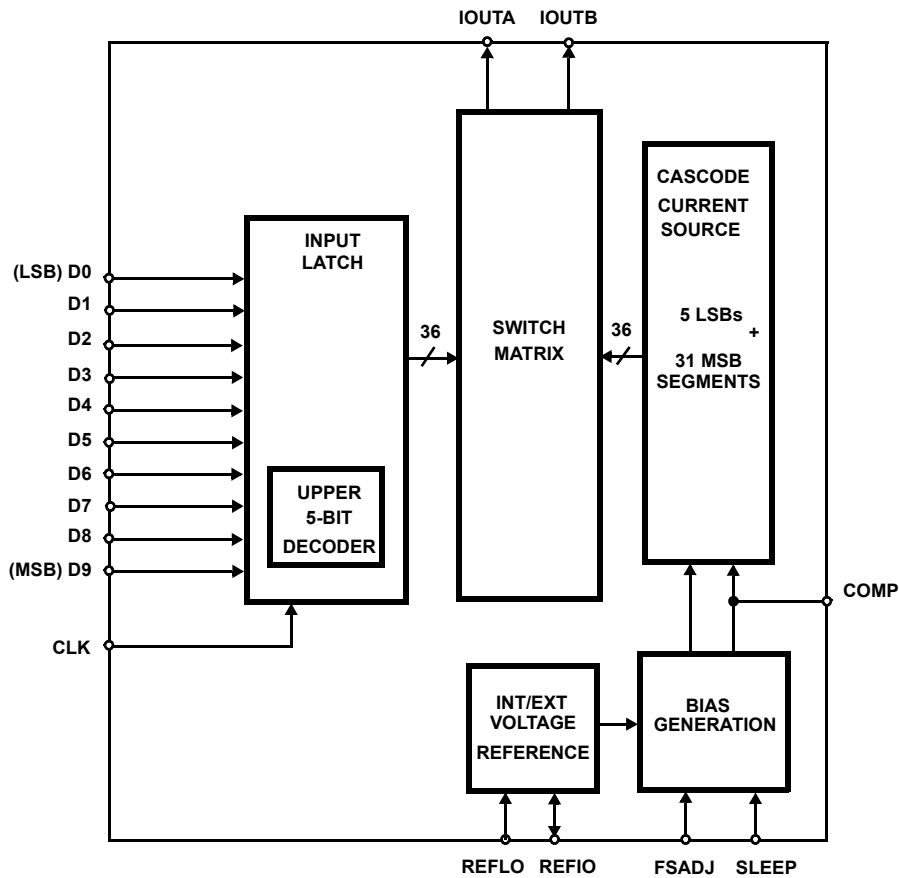 IOUTA IOUTB
CASCODE
CURRENT
SOURCE
5 LSBs
+
31 MSB
SEGMENTS
INPUT
LATCH
(LSB) D0
D1
D2
D3
D4
D5
D6
D7
D8
(MSB) D9
CLK
UPPER
5-BIT
DECODER
36
SWITCH
MATRIX
36
COMP
INT/EXT
VOLTAGE
REFERENCE
BIAS
GENERATION
REFLO REFIO FSADJ SLEEP